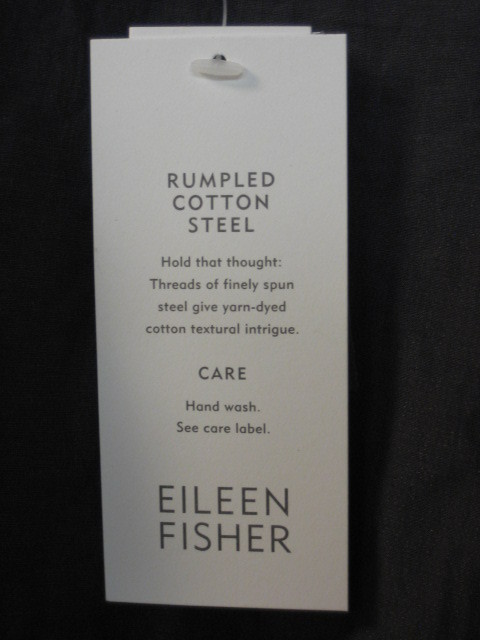 RUMPLED
COTTON
STEEL
Hold that thought:
Threads of finely spun
steel give yarn-dyed
cotton textural intrigue.
CARE
Hand wash.
See care label.
EILEEN
FISHER